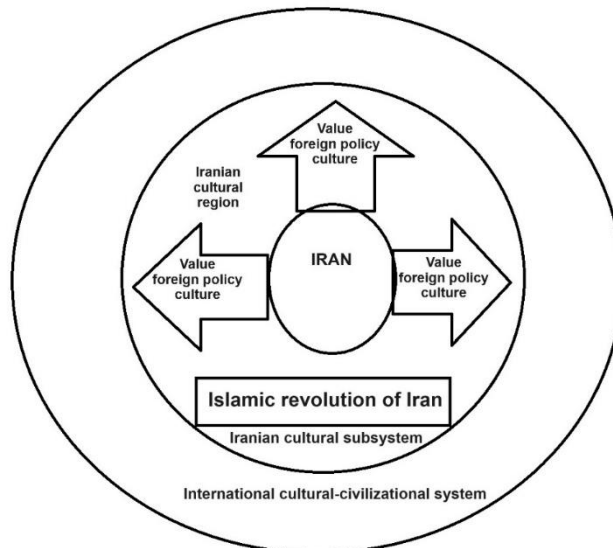 Value
foreign policy
culture
Iranian
cultural
region
IRAN
Value
foreign policy
culture
Value
foreign policy
culture
Islamic revolution of Iran
Iranian cultural subsystem
International cultural-civilizational system